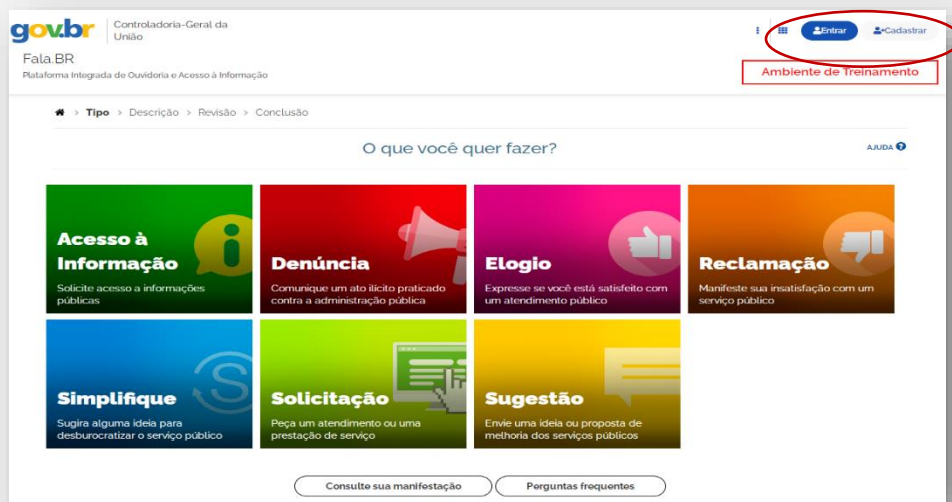 gov.br
Controladoria-Geral da
União
Entrar
Cadastrar
Fala.BR
Plataforma Integrada de Ouvidoria e Acesso à Informação
Ambiente de Treinamento
> Tipo > Descrição > Revisão > Conclusão
O que você quer fazer?
AJUDA ?
Acesso à
Informação
Solicite acesso a informações
públicas
Denúncia
Comunique um ato ilícito praticado
contra a administração pública
Elogio
Expresse se você está satisfeito com
um atendimento público
Reclamação
Manifeste sua insatisfação com um
serviço público
Simplifique
Sugira alguma ideia para
desburocratizar o serviço público
Solicitação
Peça um atendimento ou uma
prestação de serviço
Sugestão
Envie uma ideia ou proposta de
melhoria dos serviços públicos
Consulte sua manifestação
Perguntas frequentes